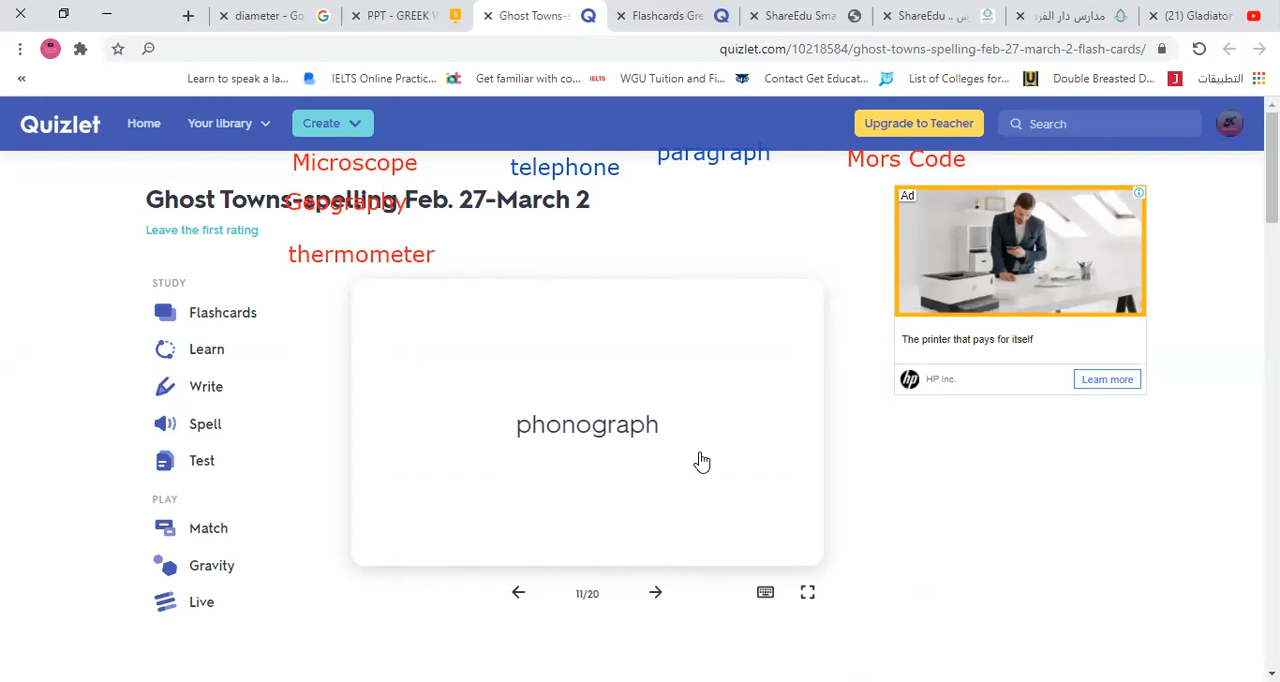 diameter - Go
PPT - GREEK W
Ghost Towns-
Flashcards Gre
ShareEdu Sma
ShareEdu ..
مدارس دار الفر
(21) Gladiator
quizlet.com/10218584/ghost-towns-spelling-feb-27-march-2-flash-cards/
Learn to speak a la...
IELTS Online Practic...
Get familiar with co...
IELTS
WGU Tuition and Fi...
Contact Get Educat...
List of Colleges for...
Double Breasted D...
التطبيقات
Quizlet
Home
Your library
Create
Upgrade to Teacher
Search
Microscope
telephone
paragraph
Mors Code
Ghost Towns-spelling Feb. 27-March 2
Geography
Leave the first rating
thermometer
Ad
STUDY
Flashcards
Learn
Write
Spell
Test
PLAY
Match
Gravity
Live
phonograph
11/20
The printer that pays for itself
hp
HP Inc.
Learn more